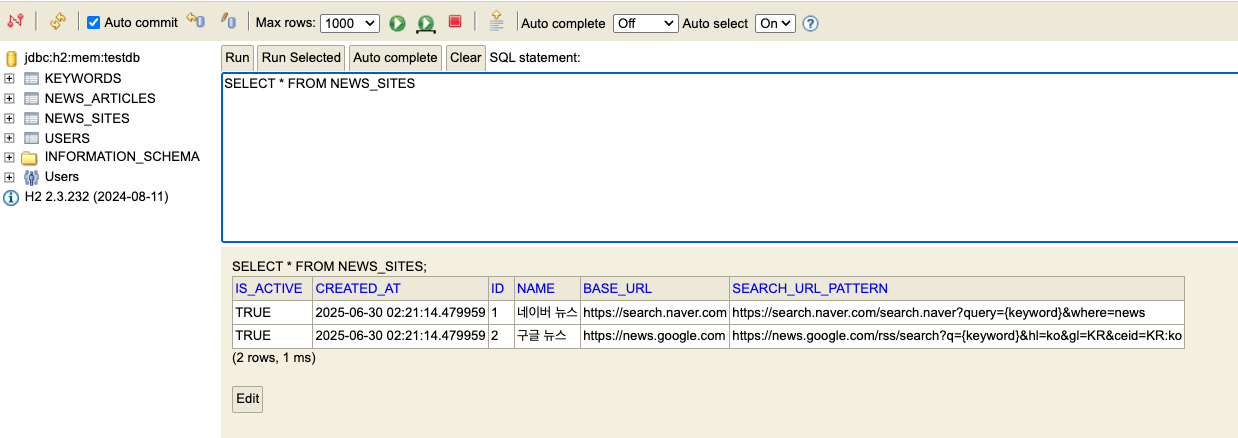 Auto commit Max rows: 1000 Auto complete Off Auto select On
jdbc:h2:mem:testdb
KEYWORDS
NEWS_ARTICLES
NEWS_SITES
USERS
INFORMATION_SCHEMA
Users
H2 2.3.232 (2024-08-11)
Run Run Selected Auto complete Clear SQL statement:
SELECT * FROM NEWS_SITES
SELECT * FROM NEWS_SITES;
IS_ACTIVE CREATED_AT ID NAME BASE_URL SEARCH_URL_PATTERN
TRUE 2025-06-30 02:21:14.479959 1 네이버 뉴스 https://search.naver.com https://search.naver.com/search.naver?query={keyword}&where=news
TRUE 2025-06-30 02:21:14.479959 2 구글 뉴스 https://news.google.com https://news.google.com/rss/search?q={keyword}&hl=ko&gl=KR&ceid=KR:ko
(2 rows, 1 ms)
Edit